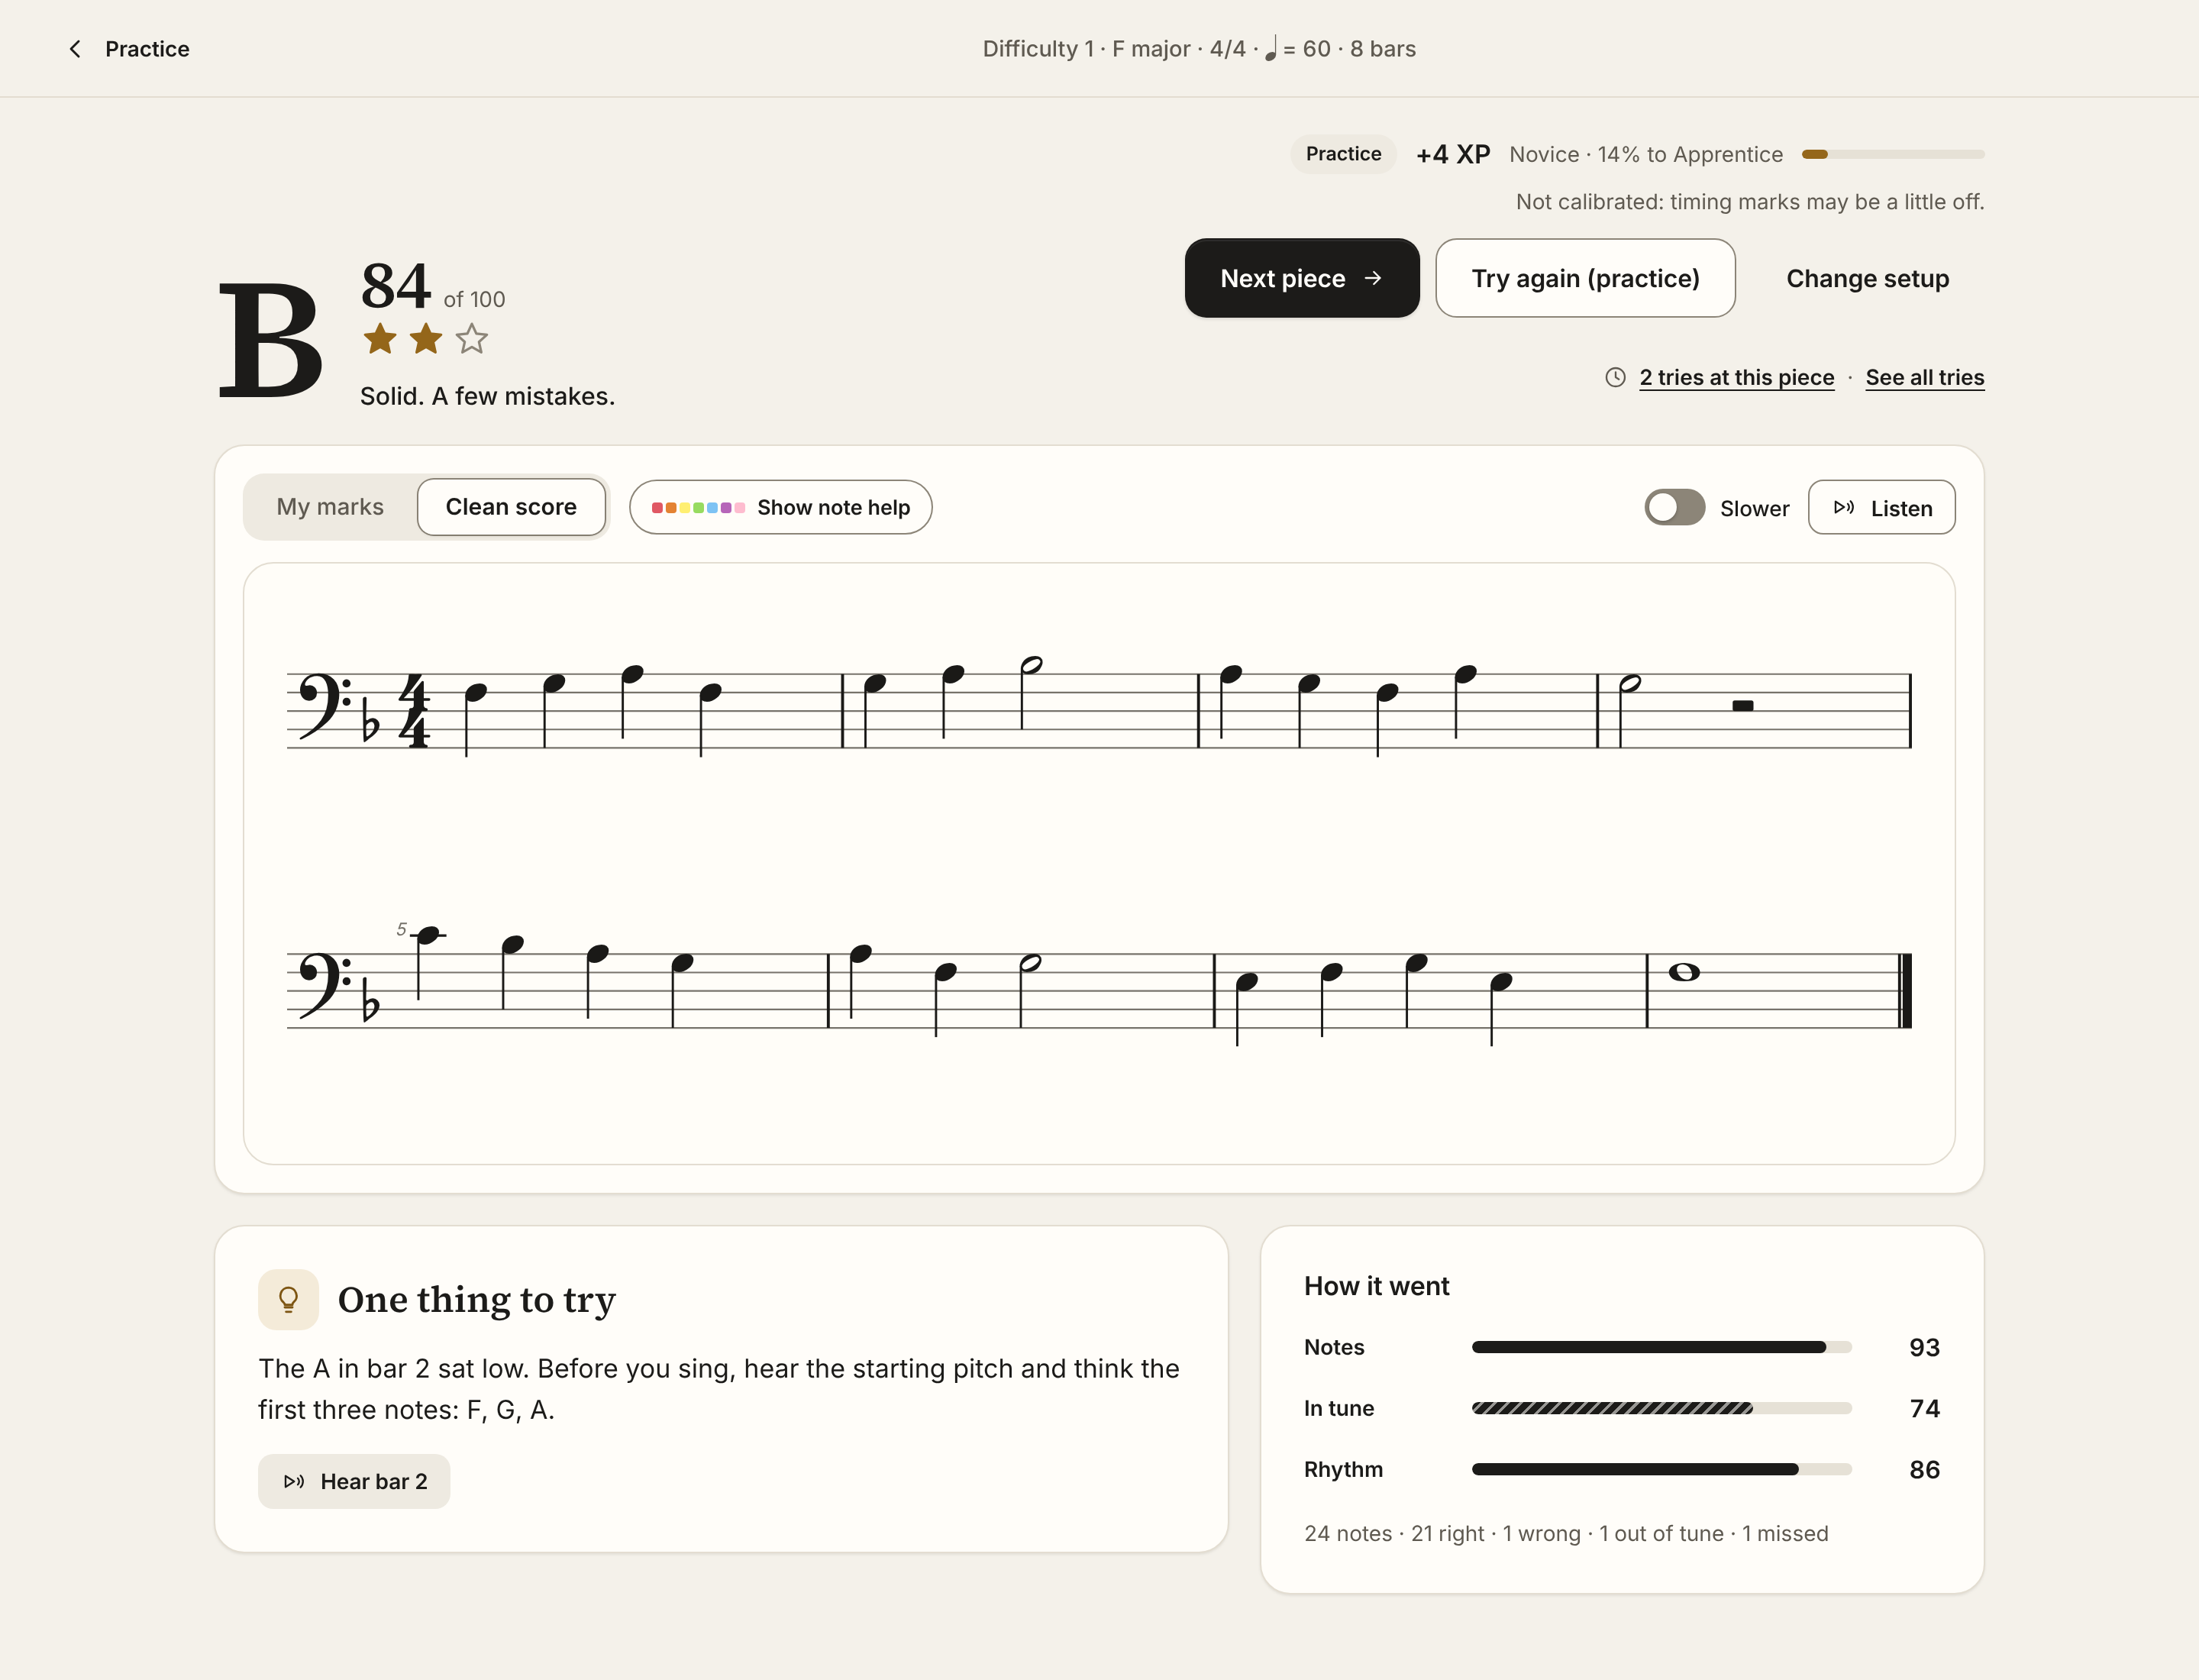 Practice
Difficulty 1 · F major · 4/4 · ♩ = 60 · 8 bars
Practice +4 XP Novice · 14% to Apprentice
Not calibrated: timing marks may be a little off.
Next piece → Try again (practice) Change setup
B
84 of 100
Solid. A few mistakes.
2 tries at this piece · See all tries
My marks Clean score Show note help Slower Listen
4
4
5
One thing to try
The A in bar 2 sat low. Before you sing, hear the starting pitch and think the
first three notes: F, G, A.
Hear bar 2
How it went
Notes 93
In tune 74
Rhythm 86
24 notes · 21 right · 1 wrong · 1 out of tune · 1 missed